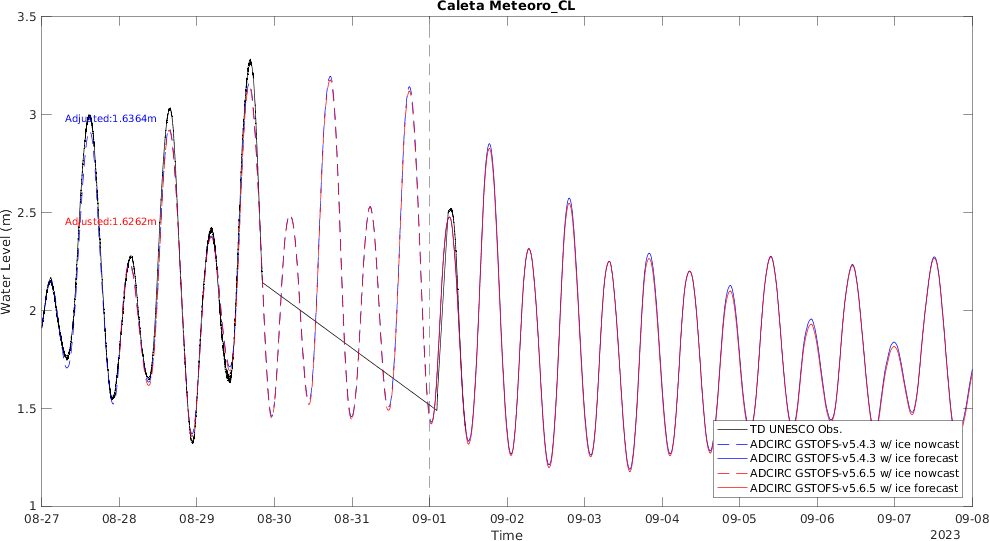 Caleta Meteoro_CL
3.5
3
2.5
2
1.5
1
Water Level (m)
Adjusted:1.6364m
Adjusted:1.6262m
TD UNESCO Obs.
ADCIRC GSTOFS-v5.4.3 w/ ice nowcast
ADCIRC GSTOFS-v5.4.3 w/ ice forecast
ADCIRC GSTOFS-v5.6.5 w/ ice nowcast
ADCIRC GSTOFS-v5.6.5 w/ ice forecast
08-27 08-28 08-29 08-30 08-31 09-01 09-02 09-03 09-04 09-05 09-06 09-07 09-08
Time
2023